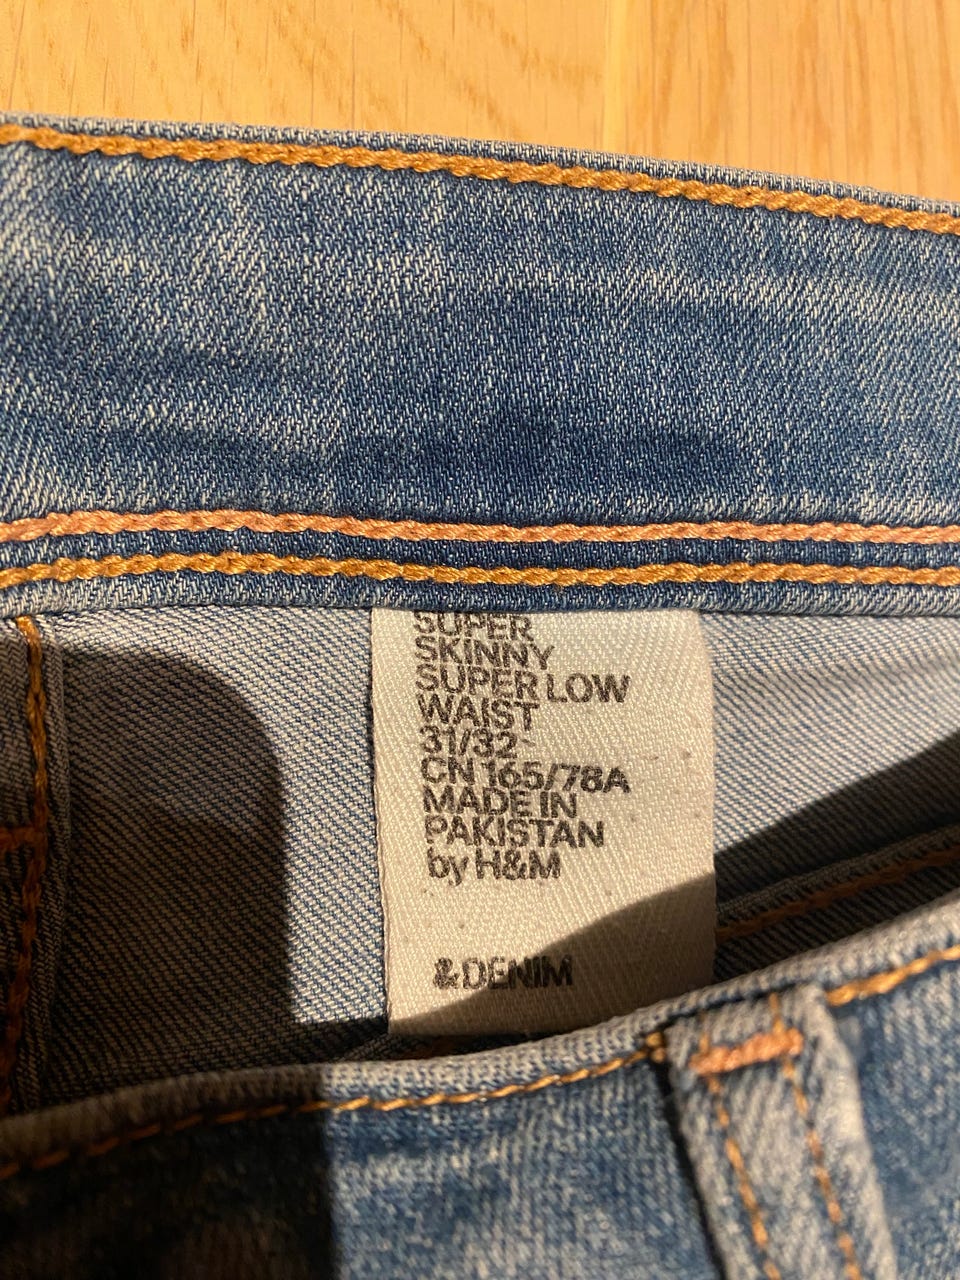 SUPER
SKINNY
SUPER LOW
WAIST
31/32
CN 165/78A
MADE IN
PAKISTAN
by H&M
&DENIM